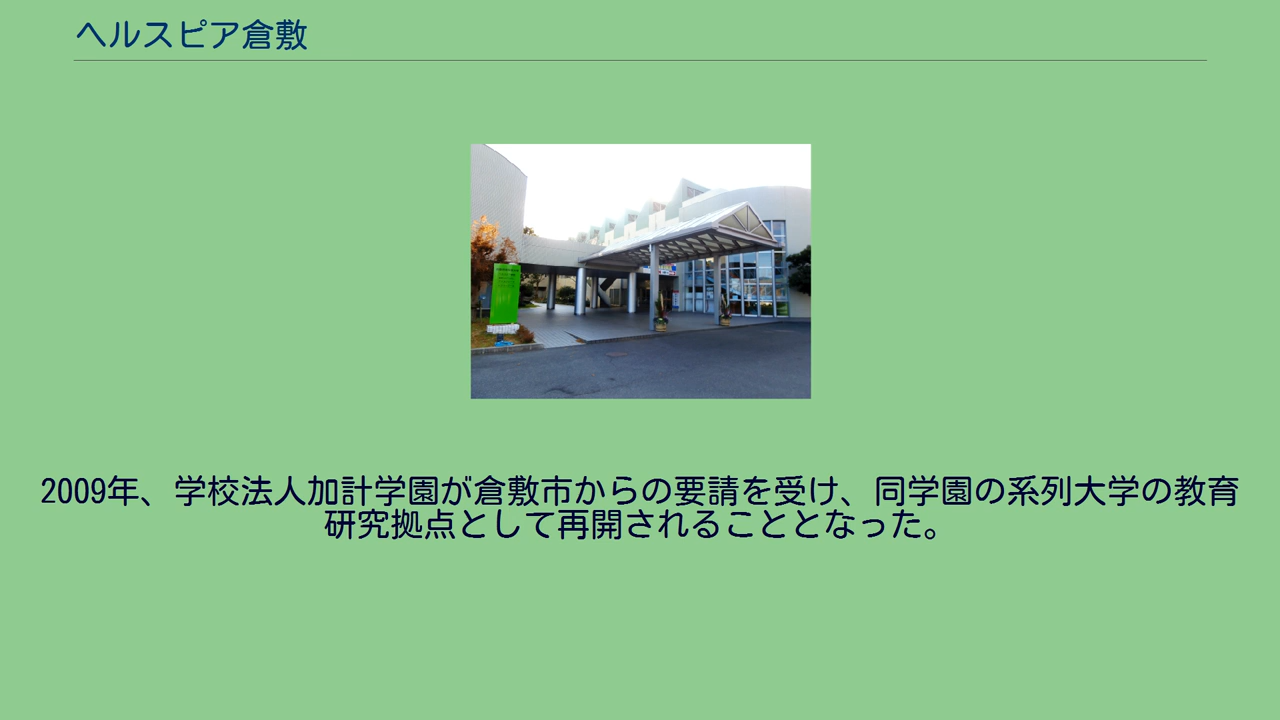 ヘルスピア倉敷
2009年、学校法人加計学園が倉敷市からの要請を受け、同学園の系列大学の教育
研究拠点として再開されることとなった。